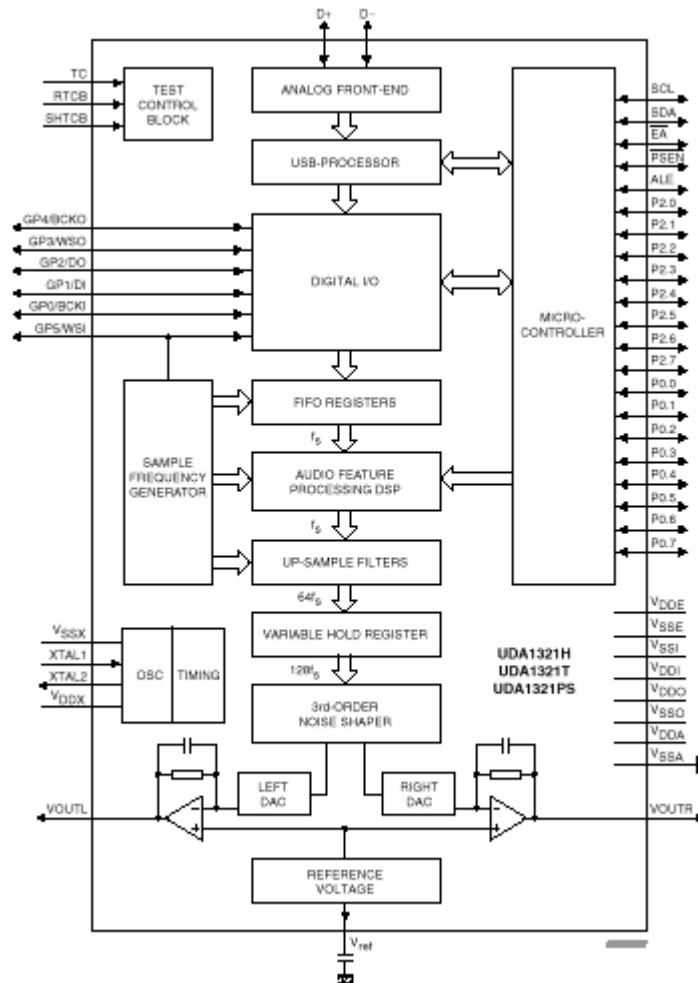 D+ D−
TC
RTCB
SHTCB
TEST
CONTROL
BLOCK
ANALOG FRONT-END
USB-PROCESSOR
GP4/BCKO
GP3/WSO
GP2/DO
GP1/DI
GP0/BCKI
GP5/WSI
DIGITAL I/O
MICRO-
CONTROLLER
SCL
SDA
EA
PSEN
ALE
P2.0
P2.1
P2.2
P2.3
P2.4
P2.5
P2.6
P2.7
P0.0
P0.1
P0.2
P0.3
P0.4
P0.5
P0.6
P0.7
SAMPLE
FREQUENCY
GENERATOR
FIFO REGISTERS
fs
AUDIO FEATURE
PROCESSING DSP
fs
UP-SAMPLE FILTERS
64fs
VARIABLE HOLD REGISTER
128fs
3rd-ORDER
NOISE SHAPER
VSSX
XTAL1
XTAL2
VDDX
OSC
TIMING
UDA1321H
UDA1321T
UDA1321PS
VDDE
VSSE
VSSI
VDDI
VDDO
VSSO
VDDA
VSSA
LEFT
DAC
RIGHT
DAC
−
+
−
+
VOUTL
VOUTR
REFERENCE
VOLTAGE
Vref